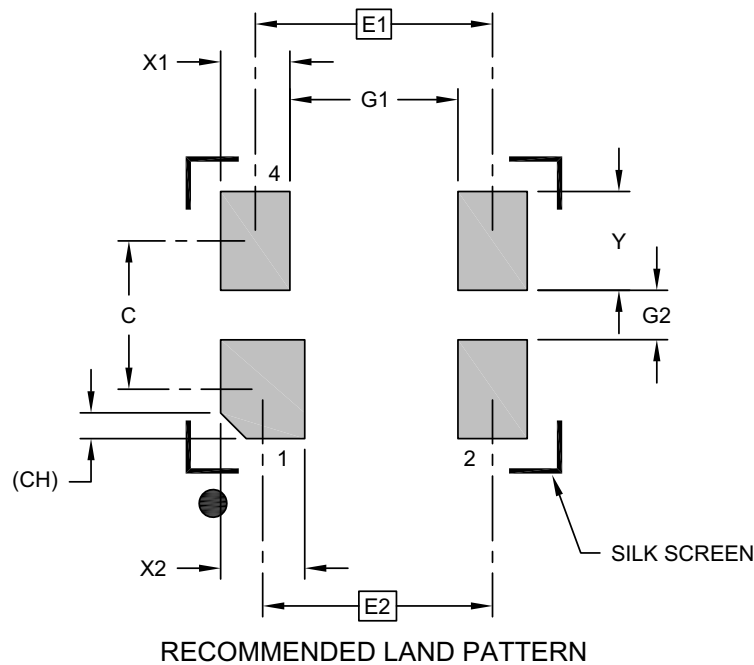 E1
X1
G1
4
Y
C
G2
(CH)
1
2
SILK SCREEN
X2
E2
RECOMMENDED LAND PATTERN